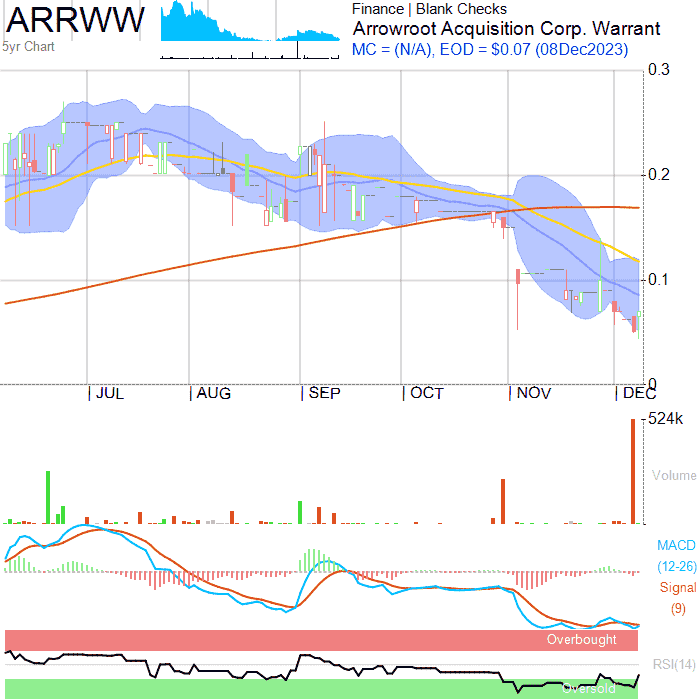 ARRWW
5yr Chart
Finance | Blank Checks
Arrowroot Acquisition Corp. Warrant
MC = (N/A), EOD = $0.07 (08Dec2023)
0.3
0.2
0.1
0
JUL
AUG
SEP
OCT
NOV
DEC
524k
Volume
MACD
(12-26)
Signal
(9)
Overbought
RSI(14)
Oversold